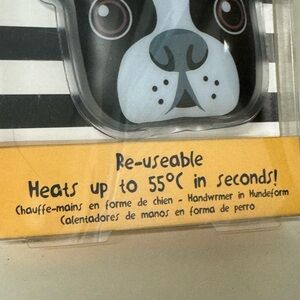 Re-useable
Heats up to 55°C in seconds!
Chauffe-mains en forme de chien - Handwrmer in Hundeform
Calentadores de manos en forma de perro